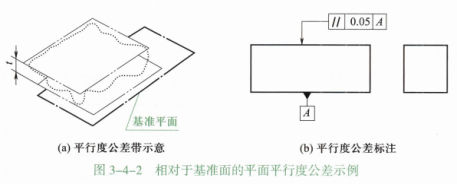 // 0.05 A
t
基准平面
A
(a) 平行度公差带示意 (b) 平行度公差标注
图 3-4-2 相对于基准面的平面平行度公差示例